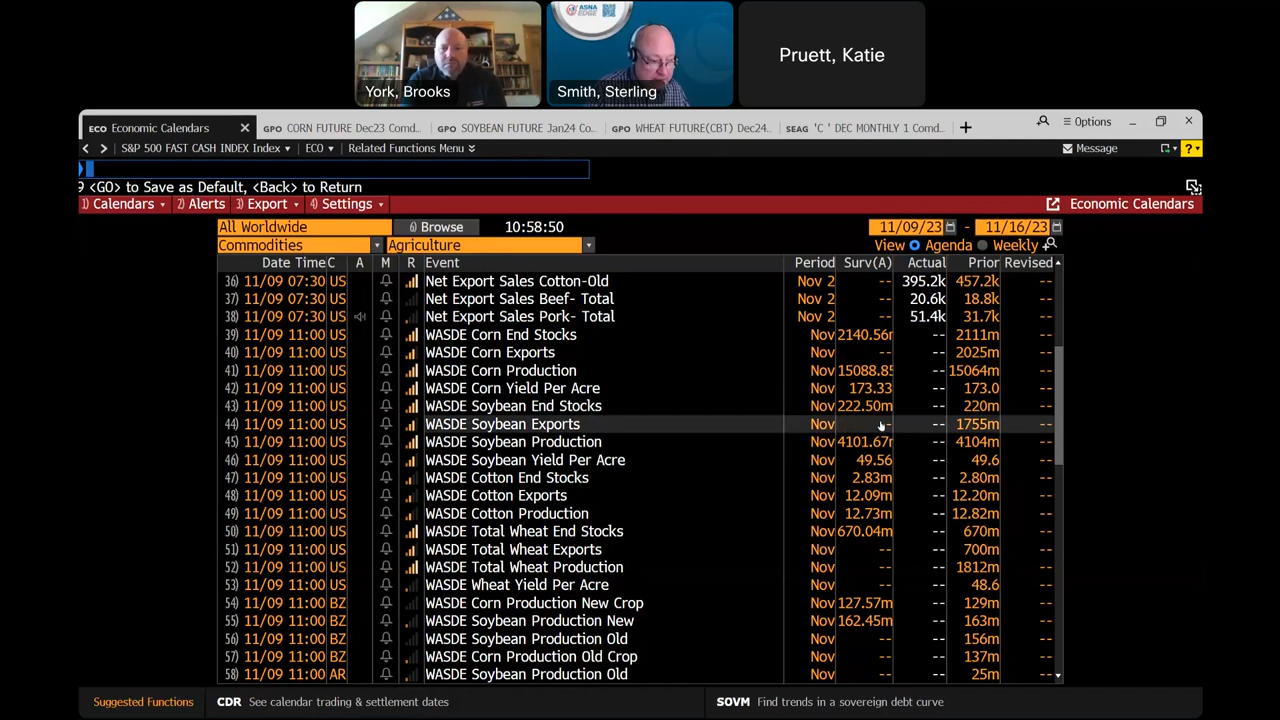 ASNA
EDGE
York, Brooks
Smith, Sterling
Pruett, Katie
ECO Economic Calendars
GPO CORN FUTURE Dec23 Comd...
GPO SOYBEAN FUTURE Jan24 Co...
GPO WHEAT FUTURE(CBT) Dec24...
SEAG 'C ' DEC MONTHLY 1 Comd...
Options
S&P 500 FAST CASH INDEX Index ECO Related Functions Menu Message
9 <GO> to Save as Default, <Back> to Return
1) Calendars 2) Alerts 3) Export 4) Settings Economic Calendars
All Worldwide Browse 10:58:50 11/09/23 - 11/16/23
Commodities Agriculture View Agenda Weekly
Date Time C A M R Event Period Surv(A) Actual Prior Revised
36) 11/09 07:30 US Net Export Sales Cotton-Old Nov 2 -- 395.2k 457.2k --
37) 11/09 07:30 US Net Export Sales Beef- Total Nov 2 -- 20.6k 18.8k --
38) 11/09 07:30 US Net Export Sales Pork- Total Nov 2 -- 51.4k 31.7k --
39) 11/09 11:00 US WASDE Corn End Stocks Nov 2140.56m -- 2111m --
40) 11/09 11:00 US WASDE Corn Exports Nov -- -- 2025m --
41) 11/09 11:00 US WASDE Corn Production Nov 15088.85 -- 15064m --
42) 11/09 11:00 US WASDE Corn Yield Per Acre Nov 173.33 -- 173.0 --
43) 11/09 11:00 US WASDE Soybean End Stocks Nov 222.50m -- 220m --
44) 11/09 11:00 US WASDE Soybean Exports Nov -- -- 1755m --
45) 11/09 11:00 US WASDE Soybean Production Nov 4101.67m -- 4104m --
46) 11/09 11:00 US WASDE Soybean Yield Per Acre Nov 49.56 -- 49.6 --
47) 11/09 11:00 US WASDE Cotton End Stocks Nov 2.83m -- 2.80m --
48) 11/09 11:00 US WASDE Cotton Exports Nov 12.09m -- 12.20m --
49) 11/09 11:00 US WASDE Cotton Production Nov 12.73m -- 12.82m --
50) 11/09 11:00 US WASDE Total Wheat End Stocks Nov 670.04m -- 670m --
51) 11/09 11:00 US WASDE Total Wheat Exports Nov -- -- 700m --
52) 11/09 11:00 US WASDE Total Wheat Production Nov -- -- 1812m --
53) 11/09 11:00 US WASDE Wheat Yield Per Acre Nov -- -- 48.6 --
54) 11/09 11:00 BZ WASDE Corn Production New Crop Nov 127.57m -- 129m --
55) 11/09 11:00 BZ WASDE Soybean Production New Nov 162.45m -- 163m --
56) 11/09 11:00 BZ WASDE Soybean Production Old Nov -- -- 156m --
57) 11/09 11:00 BZ WASDE Corn Production Old Crop Nov -- -- 137m --
58) 11/09 11:00 AR WASDE Soybean Production Old Nov -- -- 25m --
Suggested Functions CDR See calendar trading & settlement dates SOVM Find trends in a sovereign debt curve